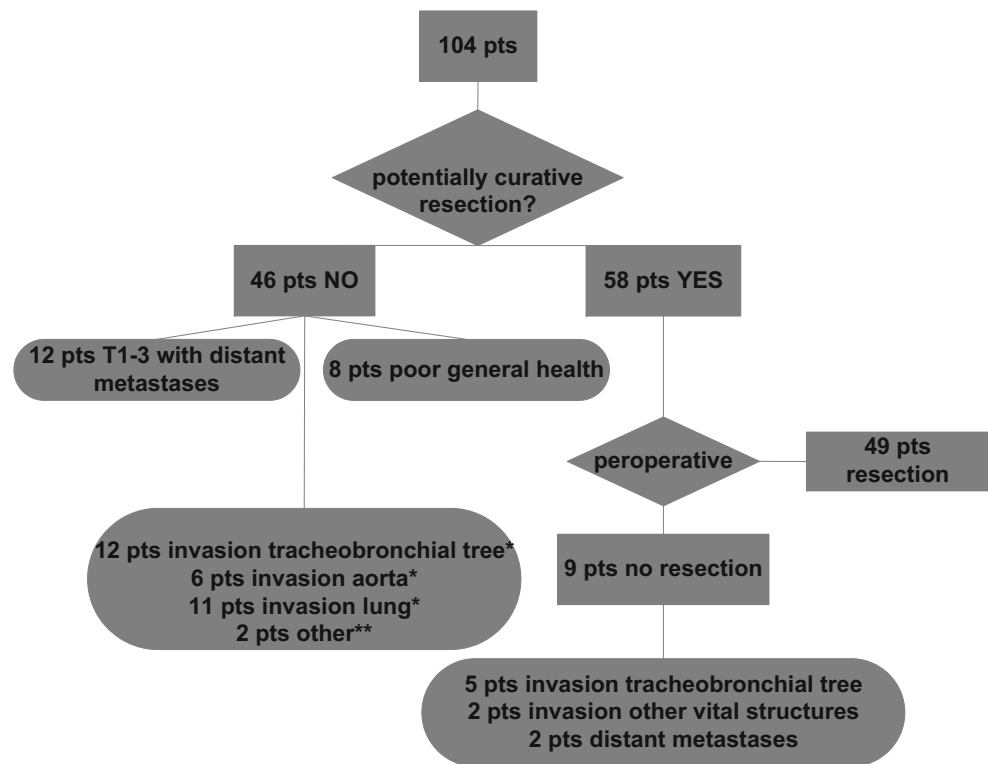 104 pts
potentially curative
resection?
46 pts NO
58 pts YES
12 pts T1-3 with distant
metastases
8 pts poor general health
peroperative
49 pts
resection
12 pts invasion tracheobronchial tree*
6 pts invasion aorta*
11 pts invasion lung*
2 pts other**
9 pts no resection
5 pts invasion tracheobronchial tree
2 pts invasion other vital structures
2 pts distant metastases